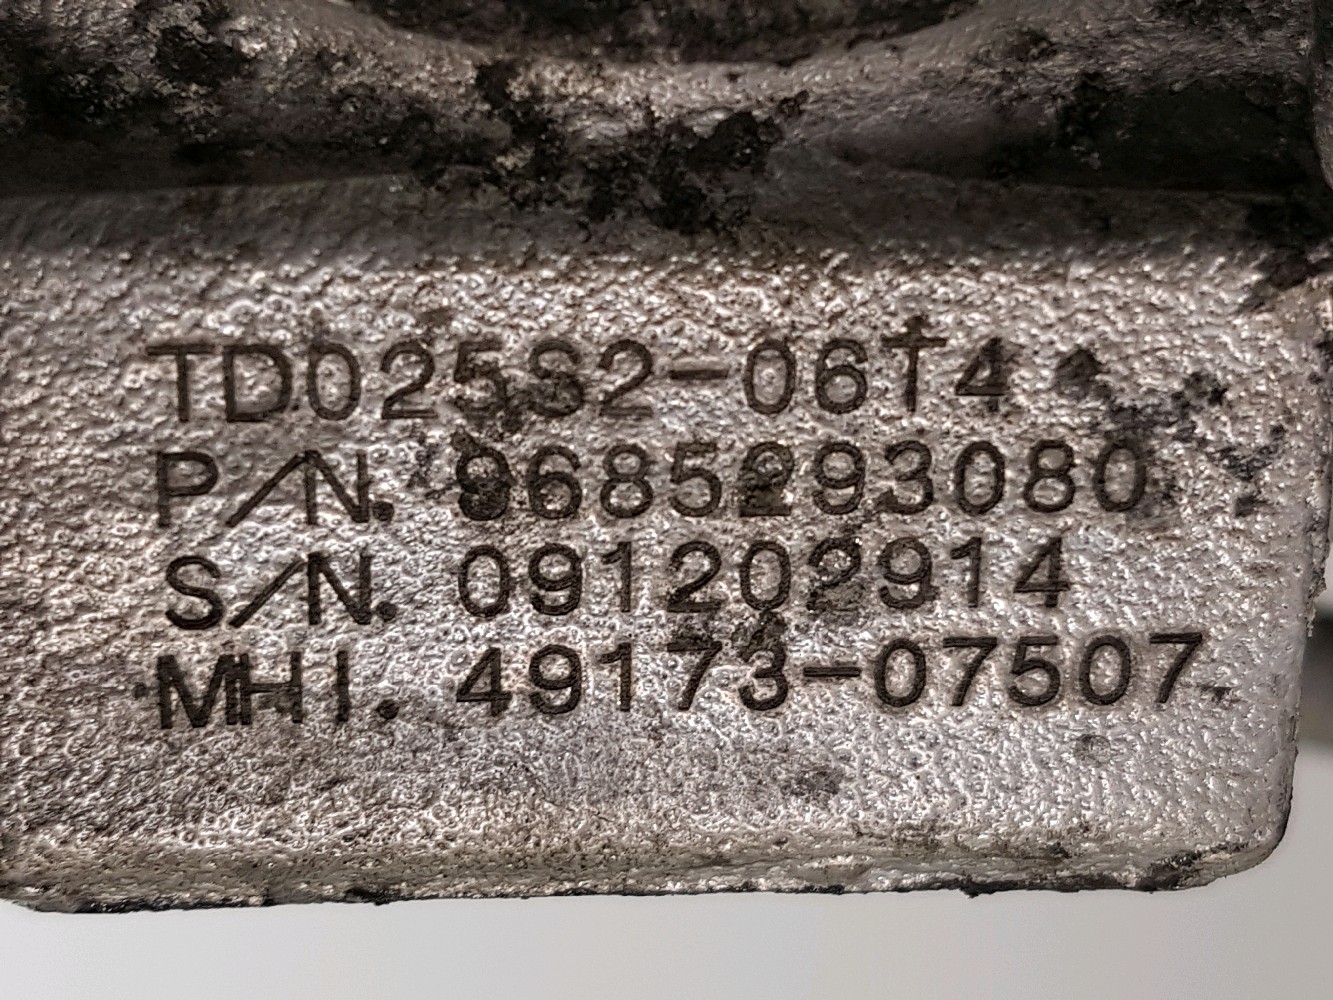 TD025S2-06T4
P/N. 9685293080
S/N. 091202914
MHI. 49173-07507